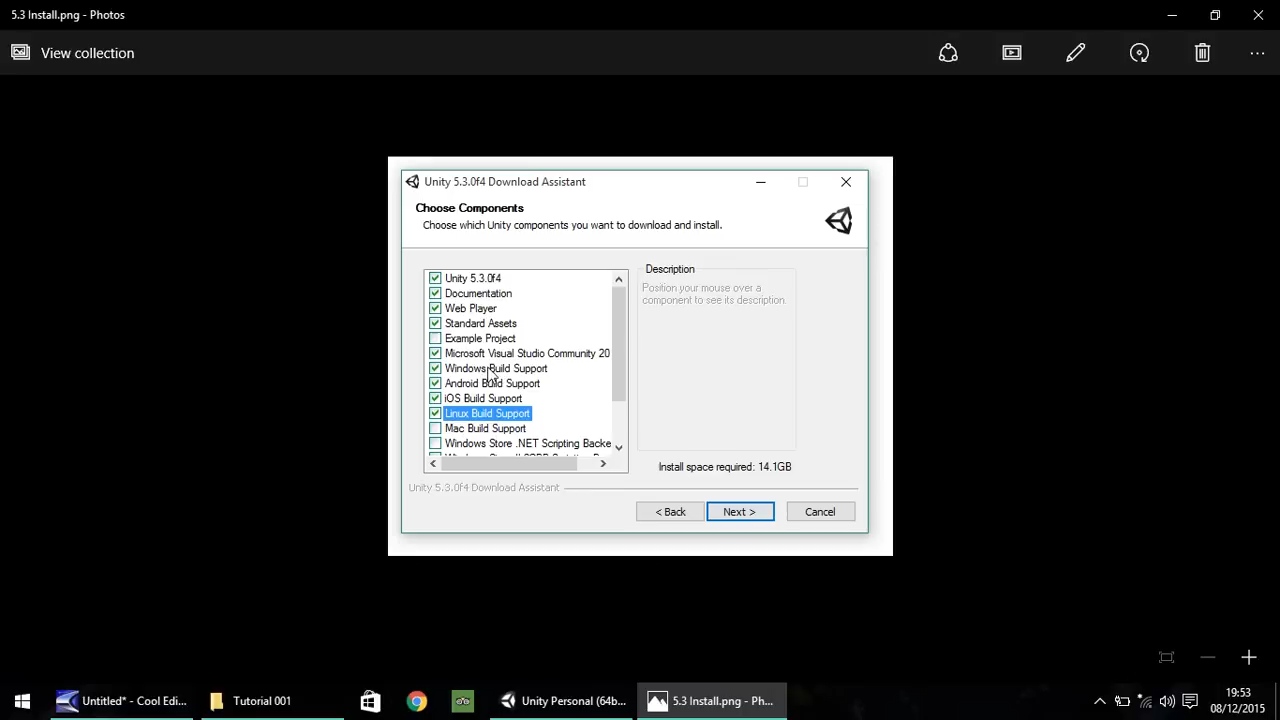 5.3 Install.png - Photos
View collection
Unity 5.3.0f4 Download Assistant
Choose Components
Choose which Unity components you want to download and install.
Unity 5.3.0f4
Documentation
Web Player
Standard Assets
Example Project
Microsoft Visual Studio Community 20
Windows Build Support
Android Build Support
iOS Build Support
Linux Build Support
Mac Build Support
Windows Store .NET Scripting Backe
Description
Position your mouse over a
component to see its description.
Install space required: 14.1GB
Unity 5.3.0f4 Download Assistant
< Back
Next >
Cancel
Untitled* - Cool Edi...
Tutorial 001
Unity Personal (64b...
5.3 Install.png - Ph...
19:53
08/12/2015